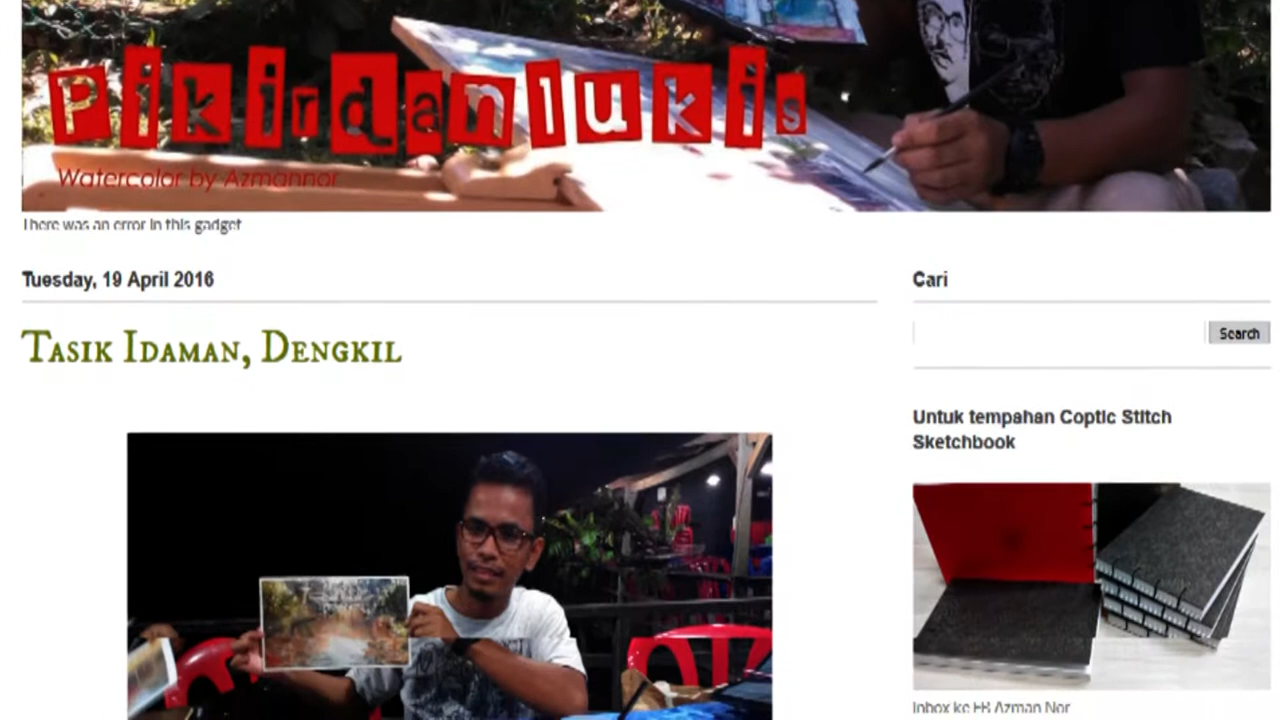 Pikirdanlukis
Watercolor by Azmannor
There was an error in this gadget
Tuesday, 19 April 2016
Tasik Idaman, Dengkil
Cari
Search
Untuk tempahan Coptic Stitch
Sketchbook
Inbox ke FB Azman Nor